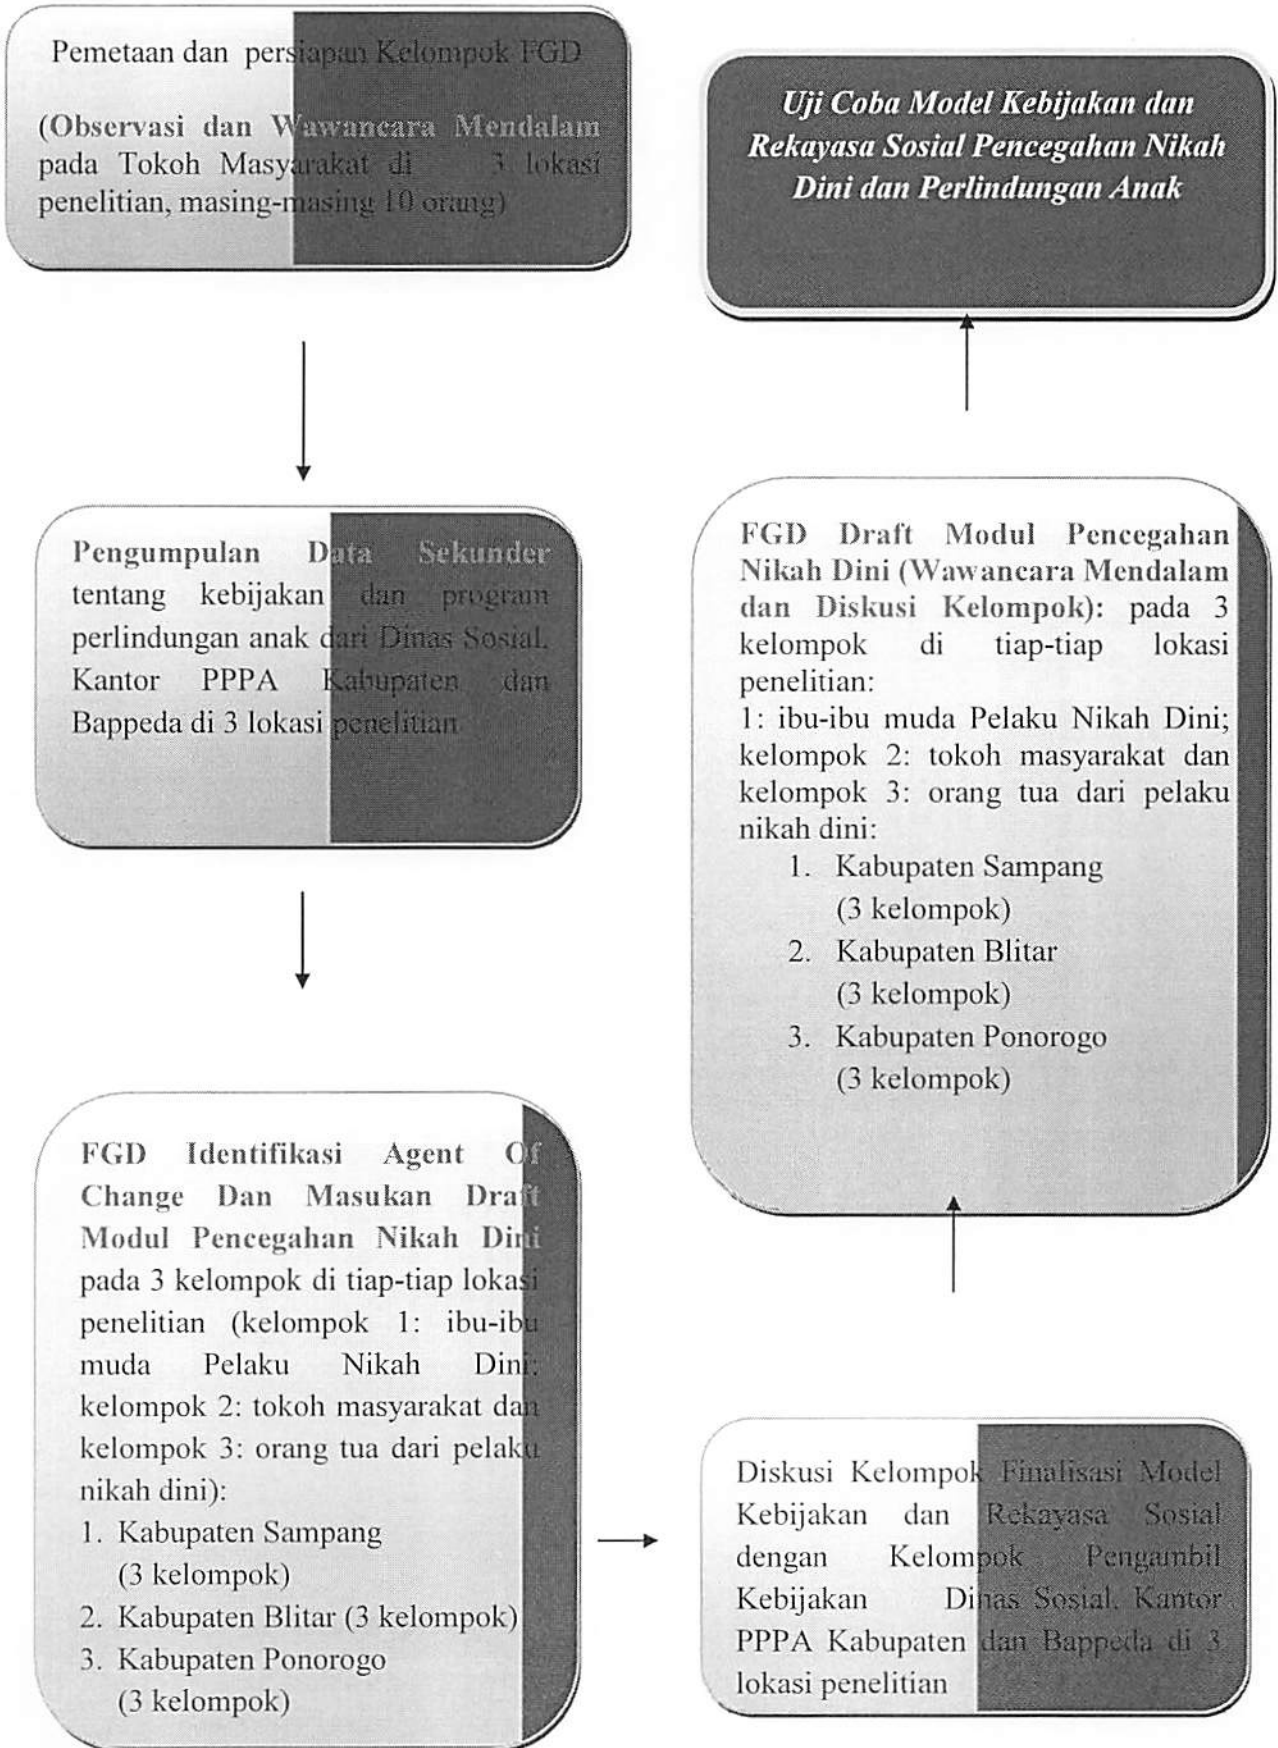 Pemetaan dan persiapan Kelompok FGD
(Observasi dan Wawancara Mendalam
pada Tokoh Masyarakat di 3 lokasi
penelitian, masing-masing 10 orang)
Pengumpulan Data Sekunder
tentang kebijakan dan program
perlindungan anak dari Dinas Sosial,
Kantor PPPA Kabupaten dan
Bappeda di 3 lokasi penelitian
FGD Identifikasi Agent Of
Change Dan Masukan Draft
Modul Pencegahan Nikah Dini
pada 3 kelompok di tiap-tiap lokasi
penelitian (kelompok 1: ibu-ibu
muda Pelaku Nikah Dini;
kelompok 2: tokoh masyarakat dan
kelompok 3: orang tua dari pelaku
nikah dini):
1. Kabupaten Sampang
(3 kelompok)
2. Kabupaten Blitar (3 kelompok)
3. Kabupaten Ponorogo
(3 kelompok)
Diskusi Kelompok Finalisasi Model
Kebijakan dan Rekayasa Sosial
dengan Kelompok Pengambil
Kebijakan Dinas Sosial, Kantor
PPPA Kabupaten dan Bappeda di 3
lokasi penelitian
FGD Draft Modul Pencegahan
Nikah Dini (Wawancara Mendalam
dan Diskusi Kelompok): pada 3
kelompok di tiap-tiap lokasi
penelitian:
1: ibu-ibu muda Pelaku Nikah Dini;
kelompok 2: tokoh masyarakat dan
kelompok 3: orang tua dari pelaku
nikah dini:
1. Kabupaten Sampang
(3 kelompok)
2. Kabupaten Blitar
(3 kelompok)
3. Kabupaten Ponorogo
(3 kelompok)
Uji Coba Model Kebijakan dan
Rekayasa Sosial Pencegahan Nikah
Dini dan Perlindungan Anak